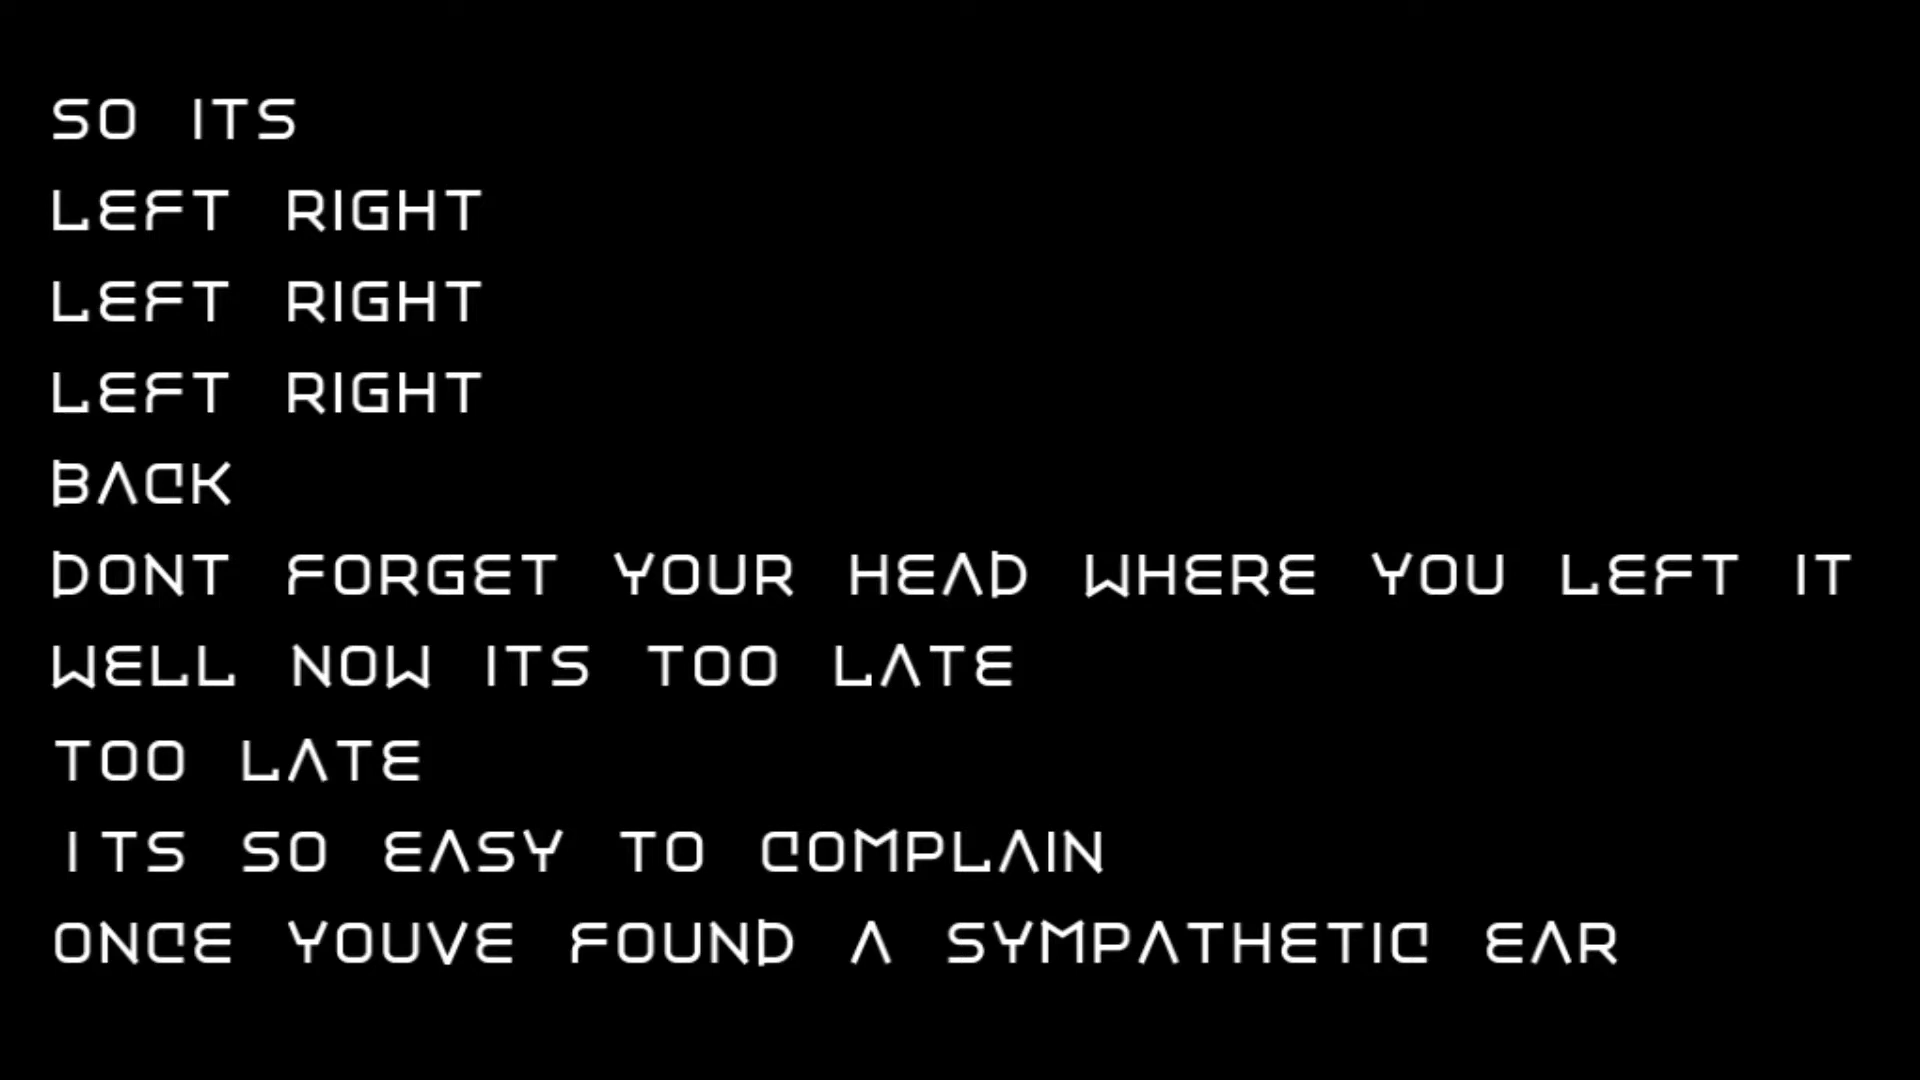 SO ITS
LEFT RIGHT
LEFT RIGHT
LEFT RIGHT
BACK
DONT FORGET YOUR HEAD WHERE YOU LEFT IT
WELL NOW ITS TOO LATE
TOO LATE
ITS SO EASY TO COMPLAIN
ONCE YOUVE FOUND A SYMPATHETIC EAR